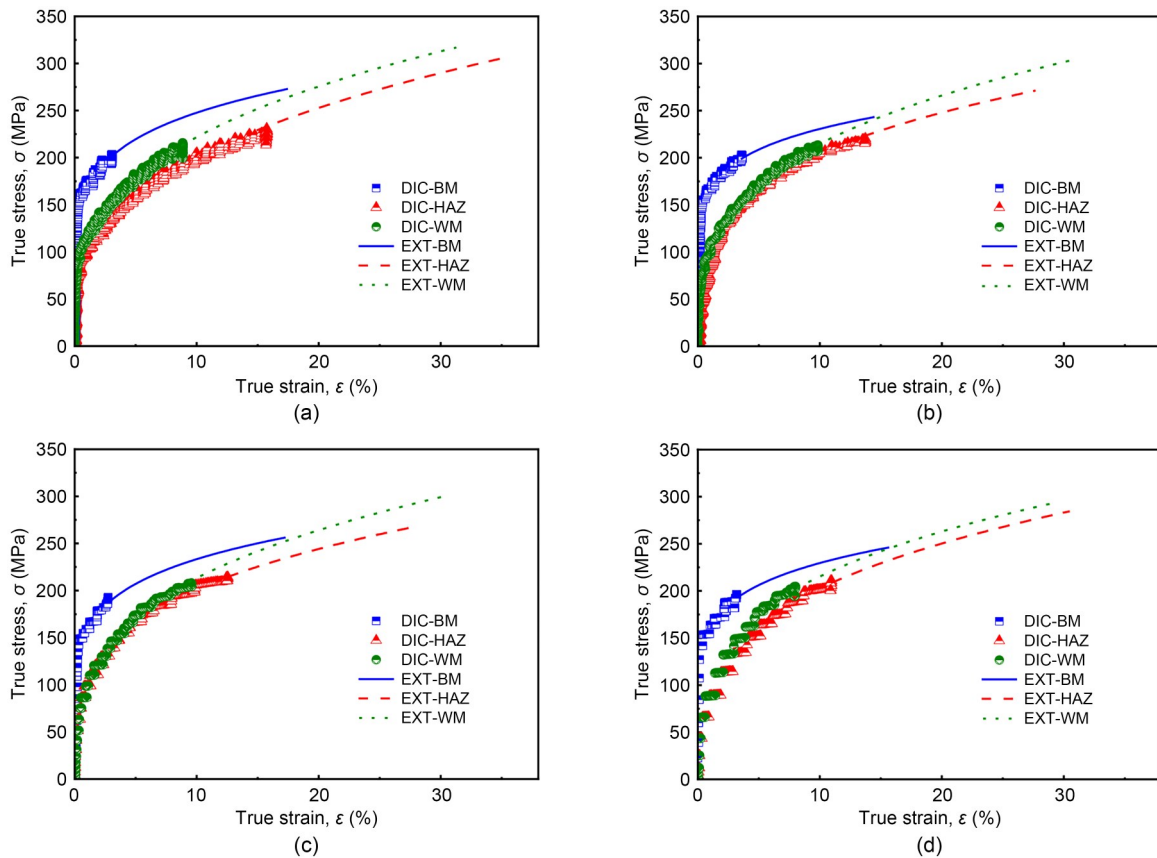 350
300
250
200
150
100
50
0
True stress, σ (MPa)
DIC-BM
DIC-HAZ
DIC-WM
EXT-BM
EXT-HAZ
EXT-WM
0 10 20 30
True strain, ε (%)
(a)
350
300
250
200
150
100
50
0
True stress, σ (MPa)
DIC-BM
DIC-HAZ
DIC-WM
EXT-BM
EXT-HAZ
EXT-WM
0 10 20 30
True strain, ε (%)
(b)
350
300
250
200
150
100
50
0
True stress, σ (MPa)
DIC-BM
DIC-HAZ
DIC-WM
EXT-BM
EXT-HAZ
EXT-WM
0 10 20 30
True strain, ε (%)
(c)
350
300
250
200
150
100
50
0
True stress, σ (MPa)
DIC-BM
DIC-HAZ
DIC-WM
EXT-BM
EXT-HAZ
EXT-WM
0 10 20 30
True strain, ε (%)
(d)